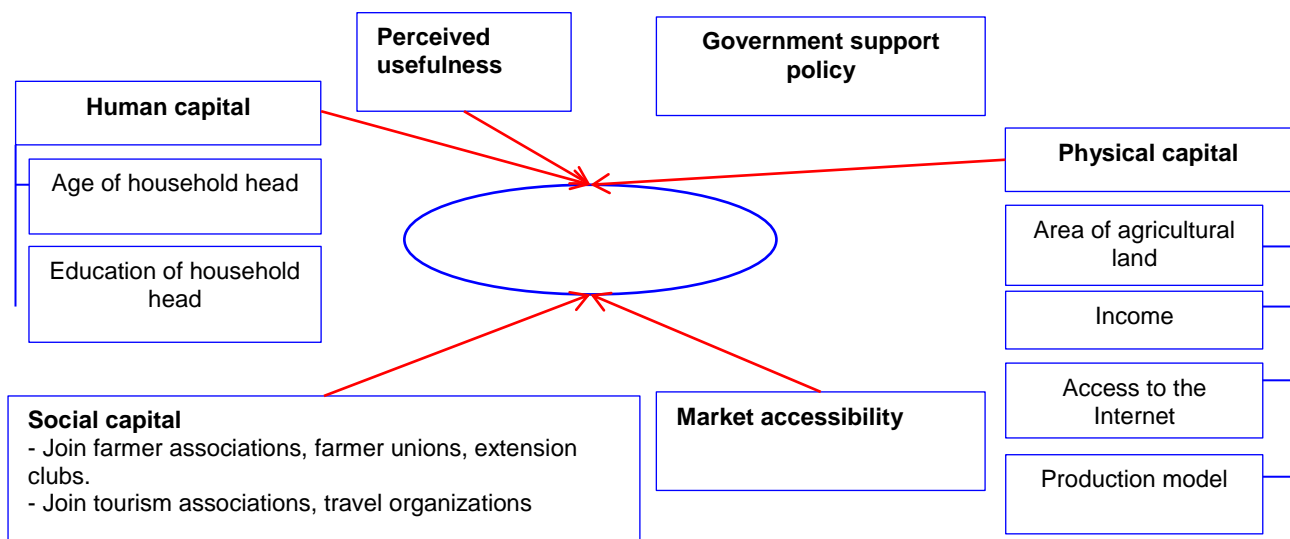 Perceived
usefulness
Government support
policy
Human capital
Age of household head
Education of household
head
Physical capital
Area of agricultural
land
Income
Access to the
Internet
Production model
Social capital
- Join farmer associations, farmer unions, extension
clubs.
- Join tourism associations, travel organizations
Market accessibility